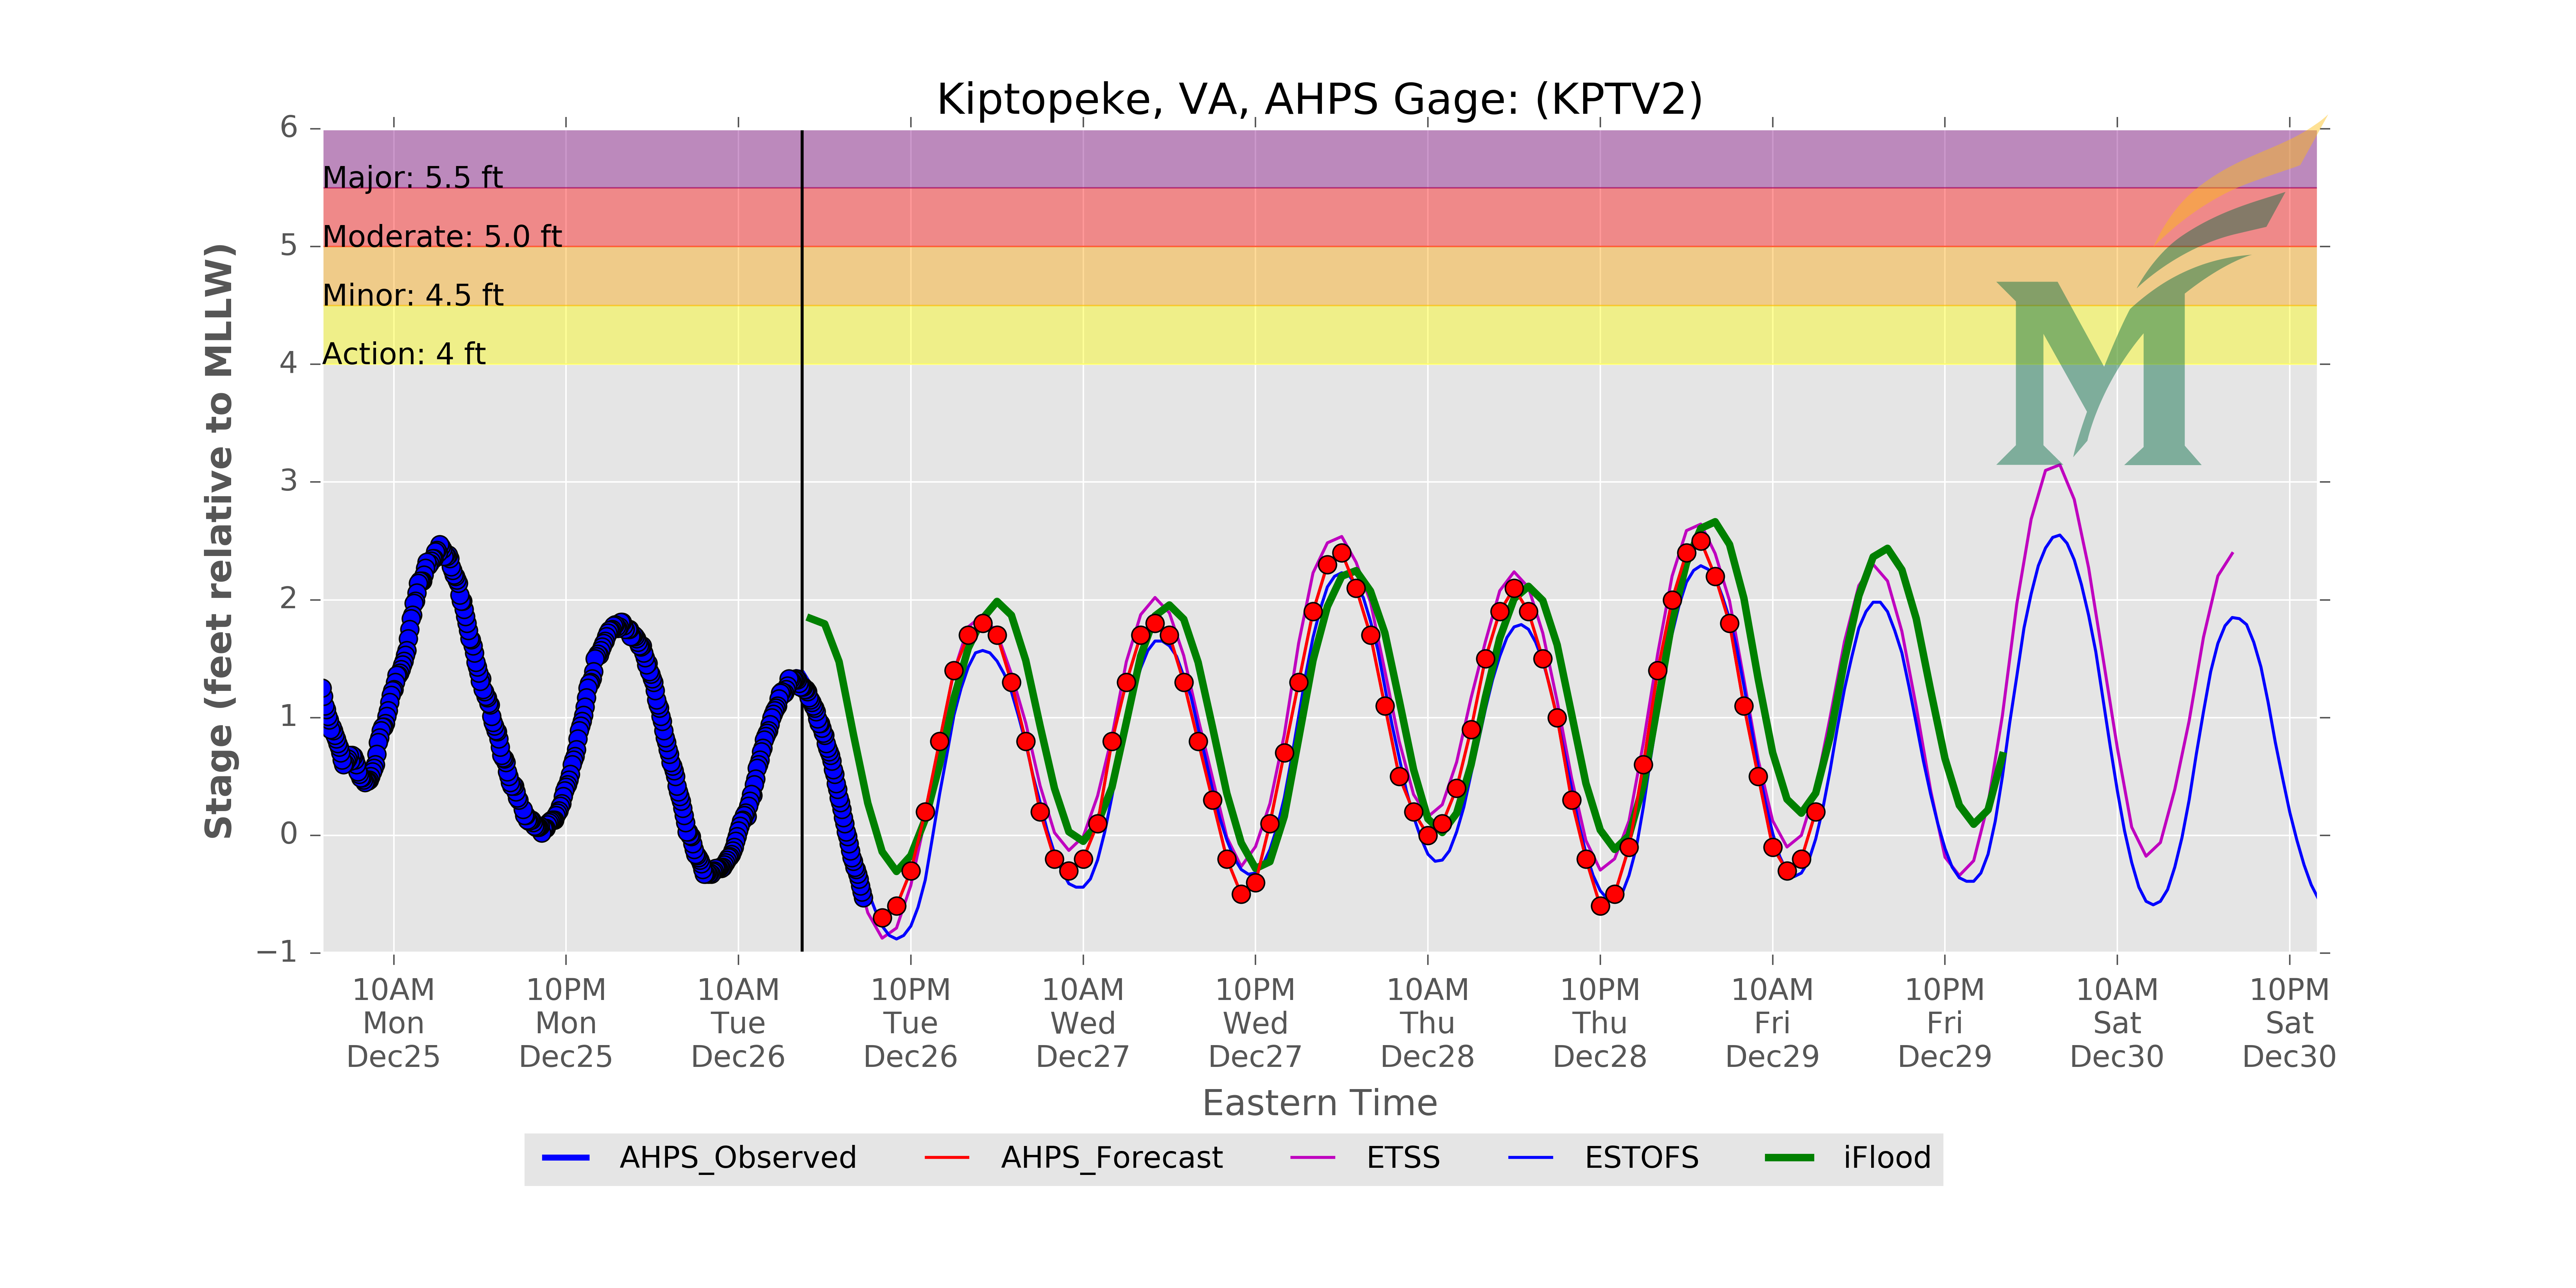 Kiptopeke, VA, AHPS Gage: (KPTV2)
Stage (feet relative to MLLW)
6
5
4
3
2
1
0
−1
Major: 5.5 ft
Moderate: 5.0 ft
Minor: 4.5 ft
Action: 4 ft
M
10AM Mon Dec25
10PM Mon Dec25
10AM Tue Dec26
10PM Tue Dec26
10AM Wed Dec27
10PM Wed Dec27
10AM Thu Dec28
10PM Thu Dec28
10AM Fri Dec29
10PM Fri Dec29
10AM Sat Dec30
10PM Sat Dec30
Eastern Time
AHPS_Observed AHPS_Forecast ETSS ESTOFS iFlood